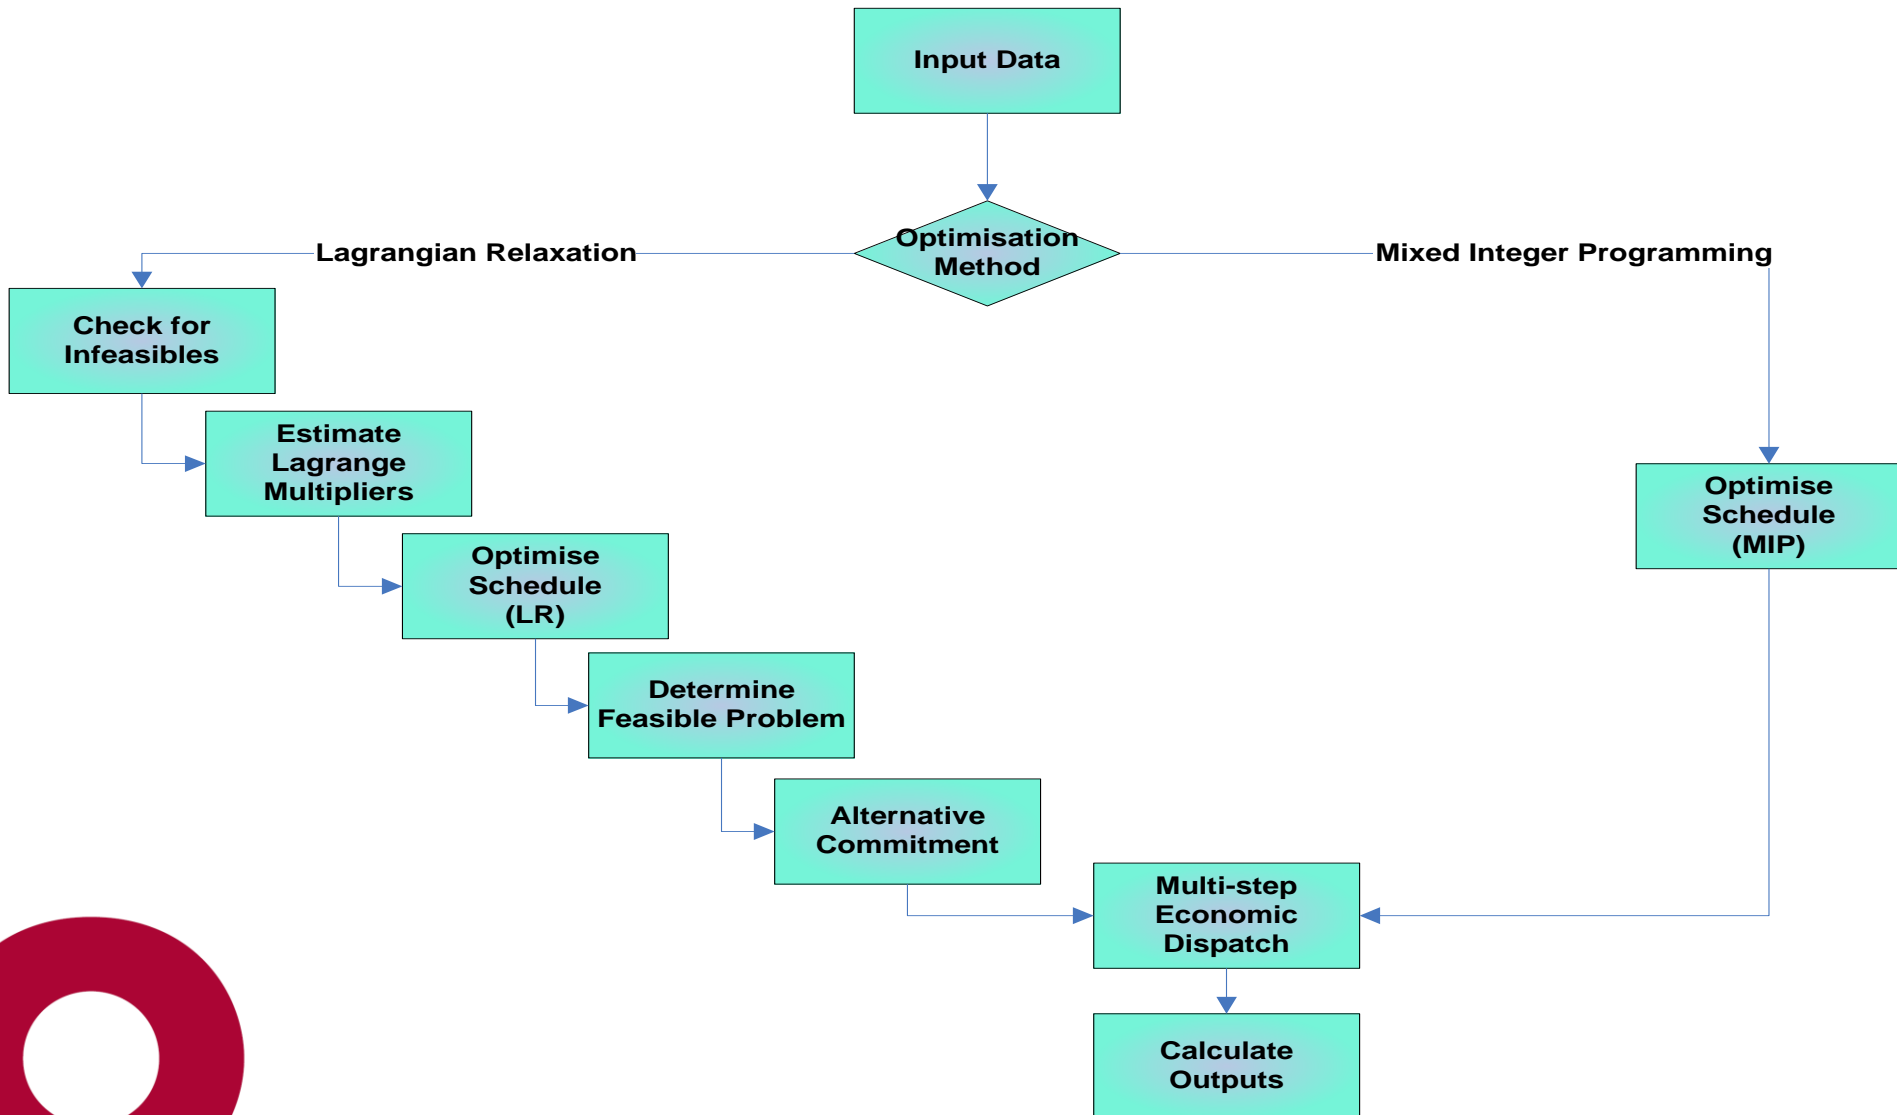 Input Data
Optimisation
Method
Lagrangian Relaxation
Mixed Integer Programming
Check for
Infeasibles
Estimate
Lagrange
Multipliers
Optimise
Schedule
(MIP)
Optimise
Schedule
(LR)
Determine
Feasible Problem
Alternative
Commitment
Multi-step
Economic
Dispatch
Calculate
Outputs